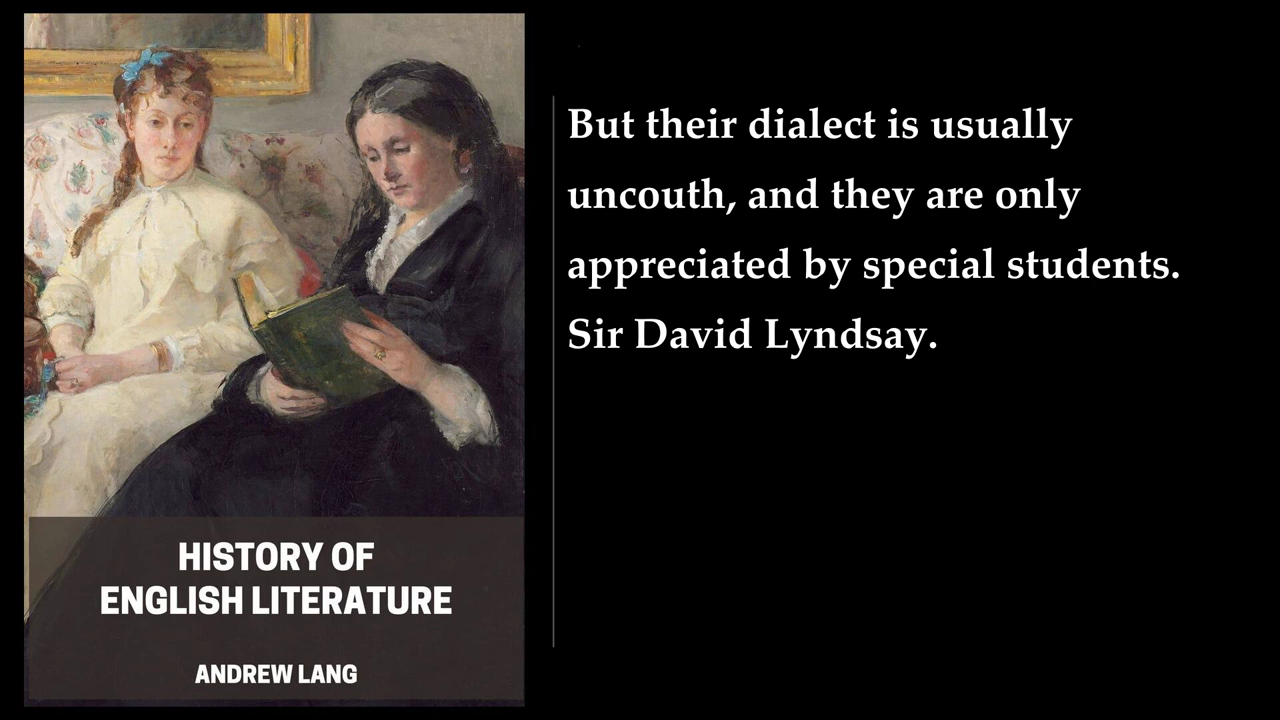 But their dialect is usually
uncouth, and they are only
appreciated by special students.
Sir David Lyndsay.
HISTORY OF
ENGLISH LITERATURE
ANDREW LANG